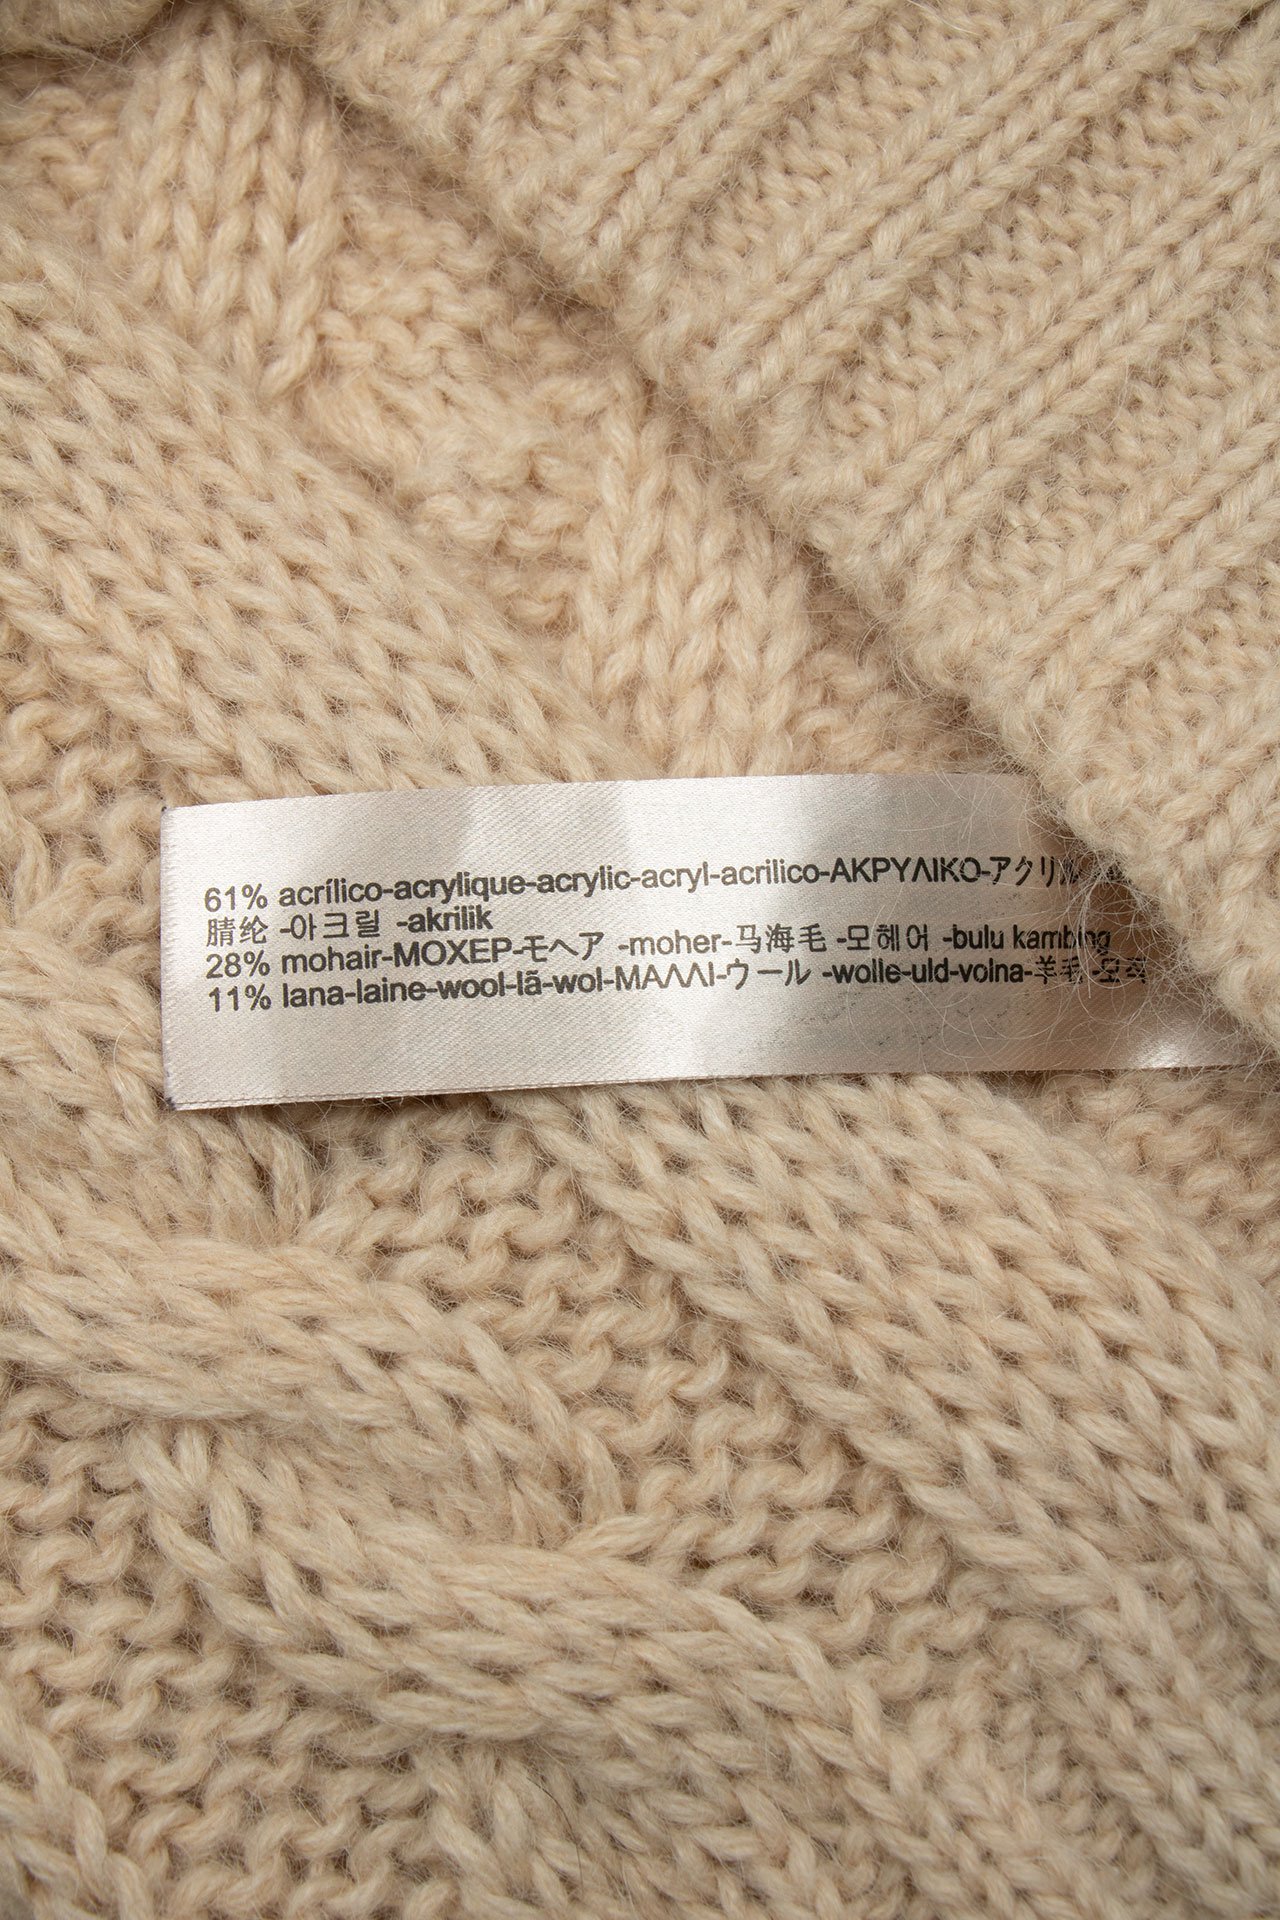 61% acrílico-acrylique-acrylic-acryl-acrilico-ΑΚΡΥΛΙΚΟ-アクリル
腈纶 -아크릴 -akrilik
28% mohair-MOXEP-モヘア -moher-马海毛 -모헤어 -bulu kambing
11% lana-laine-wool-lã-wol-ΜΑΛΛΙ-ウール -wolle-uld-volna-羊毛